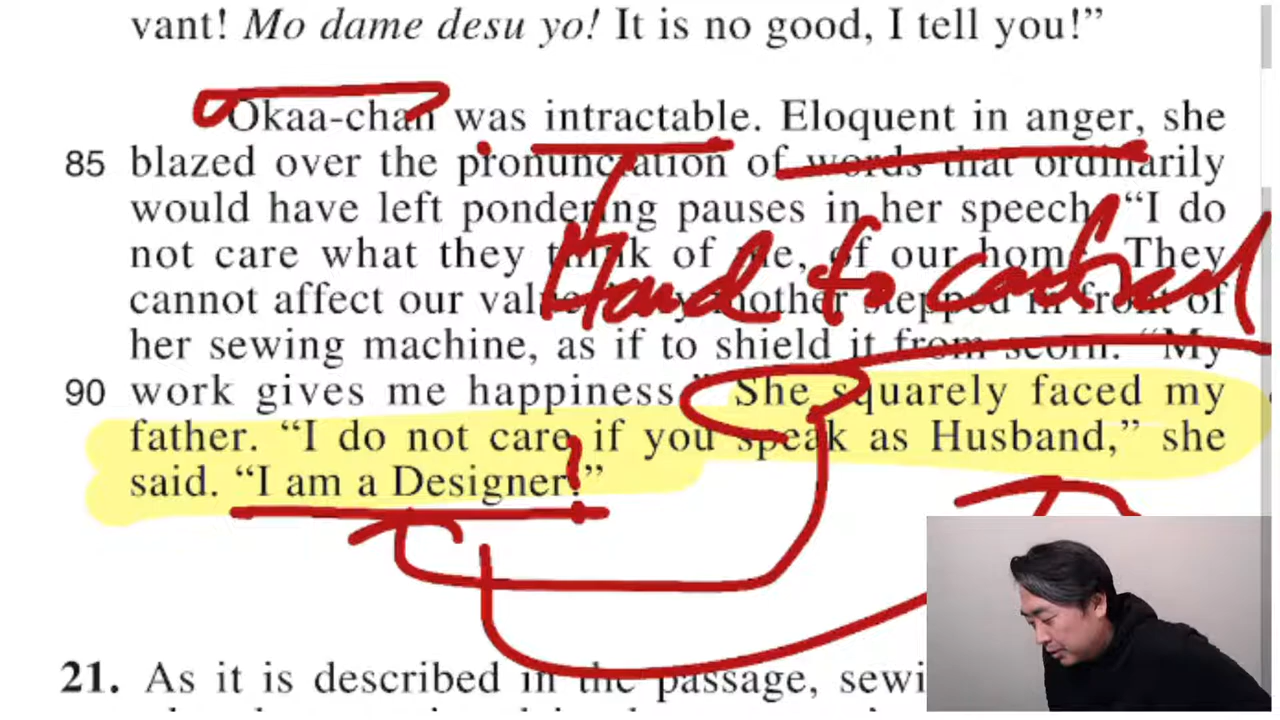 vant! Mo dame desu yo! It is no good, I tell you!”
Okaa-chan was intractable. Eloquent in anger, she
85 blazed over the pronunciation of words that ordinarily
would have left pondering pauses in her speech. “I do
not care what they think of me, of our home. They
Hard to control
cannot affect our my mother stepped in front of
her sewing machine, as if to shield it from scorn. “My
90 work gives me happiness.” She squarely faced my
father. “I do not care if you speak as Husband,” she
said. “I am a Designer!”
21. As it is described in the passage, sewi